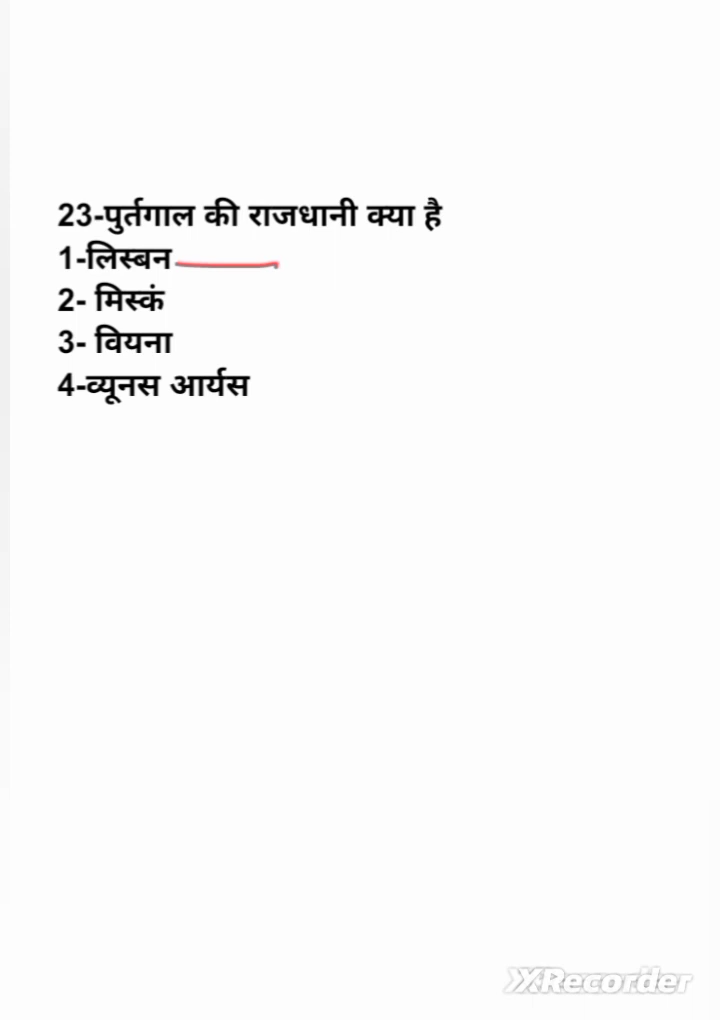 23-पुर्तगाल की राजधानी क्या है
1-लिस्बन
2- मिस्कं
3- वियना
4-व्यूनस आर्यस
XRecorder